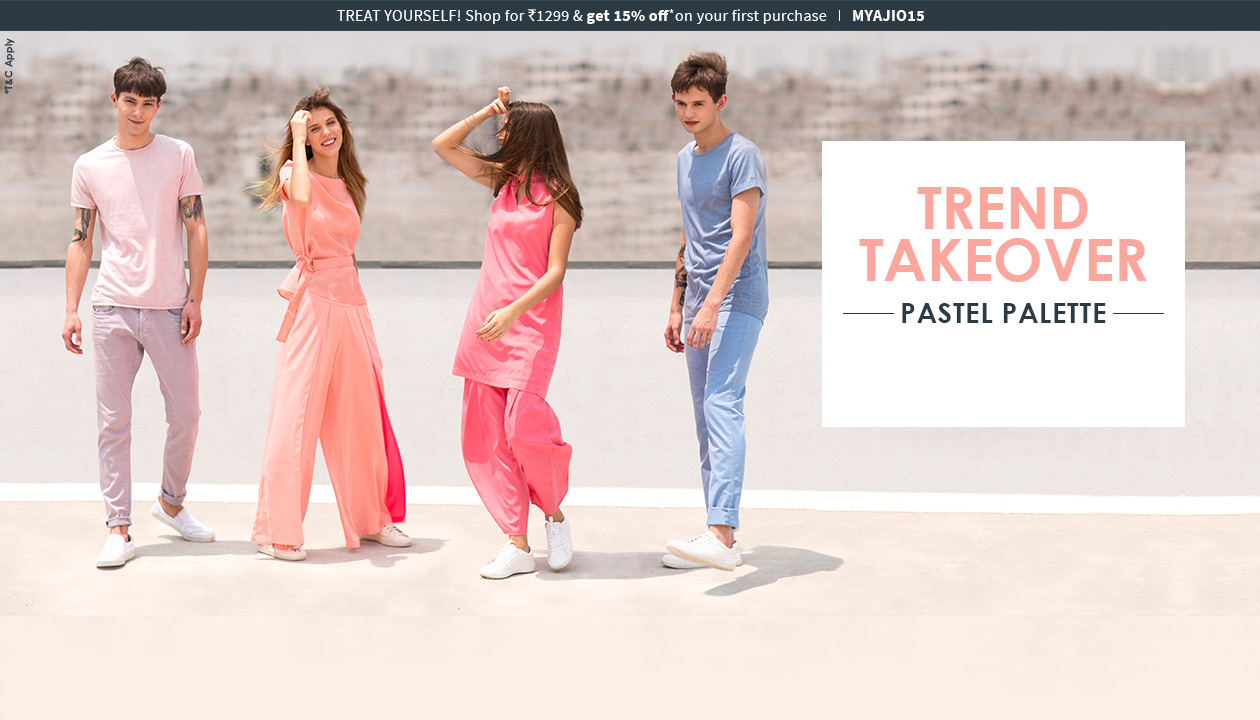 TREAT YOURSELF! Shop for ₹1299 & get 15% off* on your first purchase | MYAJIO15
*T&C Apply
TREND
TAKEOVER
PASTEL PALETTE